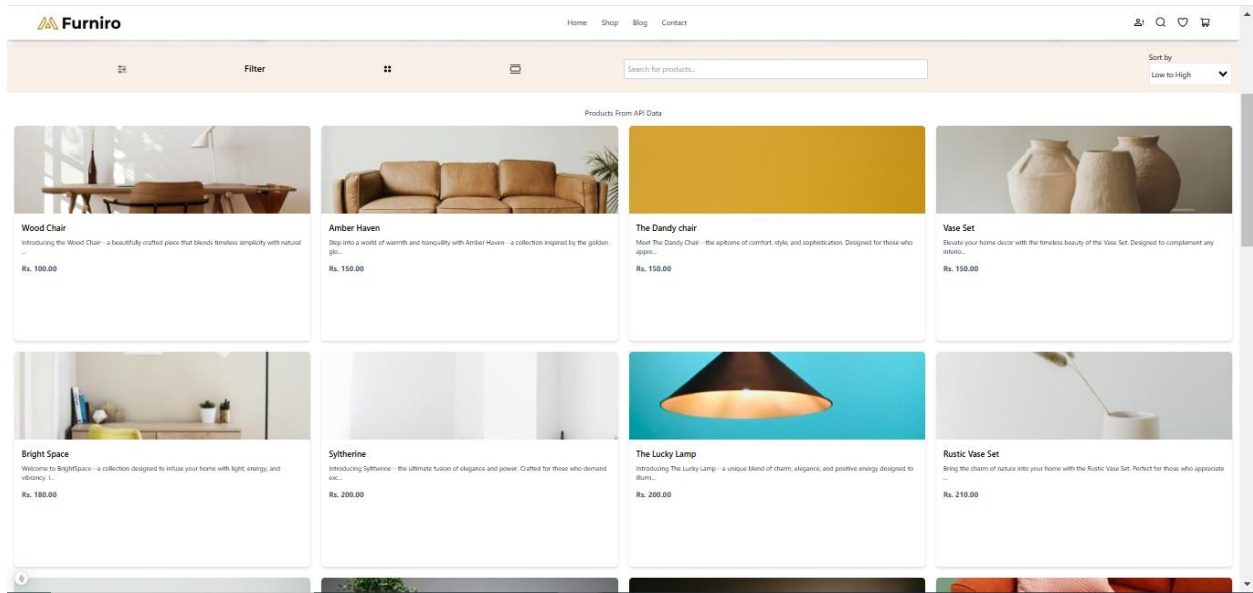 Furniro
Home Shop Blog Contact
Filter
Search for products...
Sort by
Low to High
Products From API Data
Wood Chair
Introducing the Wood Chair—a beautifully crafted piece that blends timeless simplicity with natural
...
Rs. 100.00
Amber Haven
Step into a world of warmth and tranquility with Amber Haven—a collection inspired by the golden
glo...
Rs. 150.00
The Dandy chair
Meet The Dandy Chair—the epitome of comfort, style, and sophistication. Designed for those who
appre...
Rs. 150.00
Vase Set
Elevate your home decor with the timeless beauty of the Vase Set. Designed to complement any
interio...
Rs. 150.00
Bright Space
Welcome to BrightSpace—a collection designed to infuse your home with light, energy, and
vibrancy. I...
Rs. 180.00
Syltherine
Introducing Syltherine – the ultimate fusion of elegance and power. Crafted for those who demand
exc...
Rs. 200.00
The Lucky Lamp
Introducing The Lucky Lamp—a unique blend of charm, elegance, and positive energy designed to
illumi...
Rs. 200.00
Rustic Vase Set
Bring the charm of nature into your home with the Rustic Vase Set. Perfect for those who appreciate
...
Rs. 210.00